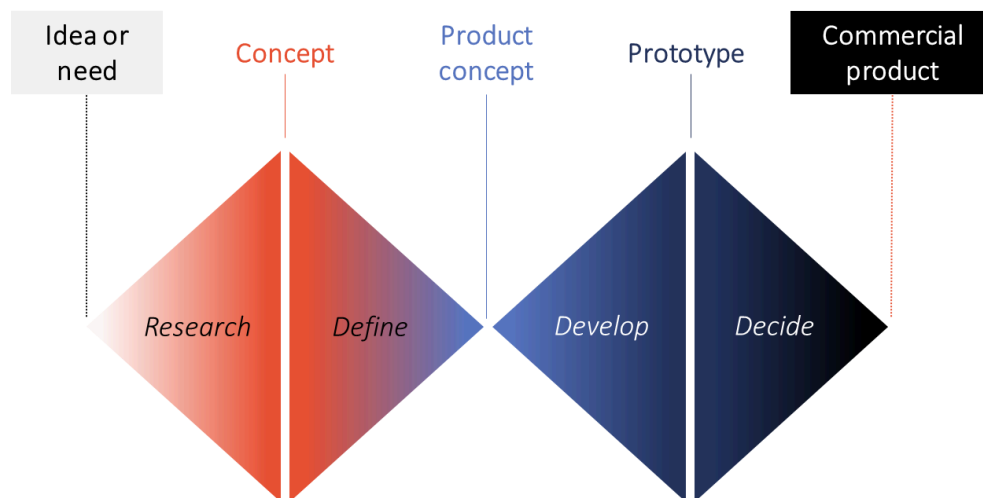 Idea or
need
Concept
Product
concept
Prototype
Commercial
product
Research
Define
Develop
Decide